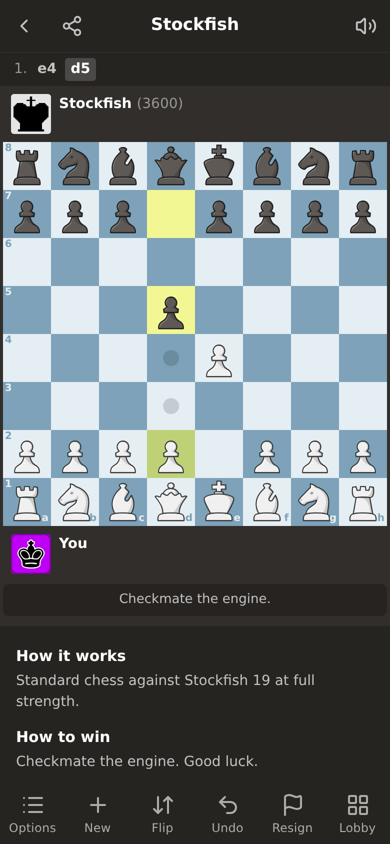 Stockfish
1. e4 d5
Stockfish (3600)
8
7
6
5
4
3
2
1
a b c d e f g h
You
Checkmate the engine.
How it works
Standard chess against Stockfish 19 at full
strength.
How to win
Checkmate the engine. Good luck.
Options New Flip Undo Resign Lobby